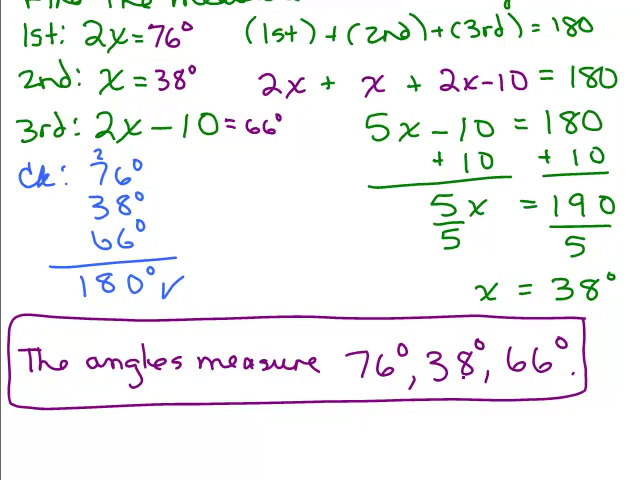 1st: 2x=76° (1st)+(2nd)+(3rd)=180
2nd: x=38° 2x + x + 2x-10=180
3rd: 2x-10=66° 5x-10=180
+10 +10
ck: 76° 5x = 190
2
38° 5 5
66° x = 38°
180° ✓
The angles measure 76°, 38°, 66°.